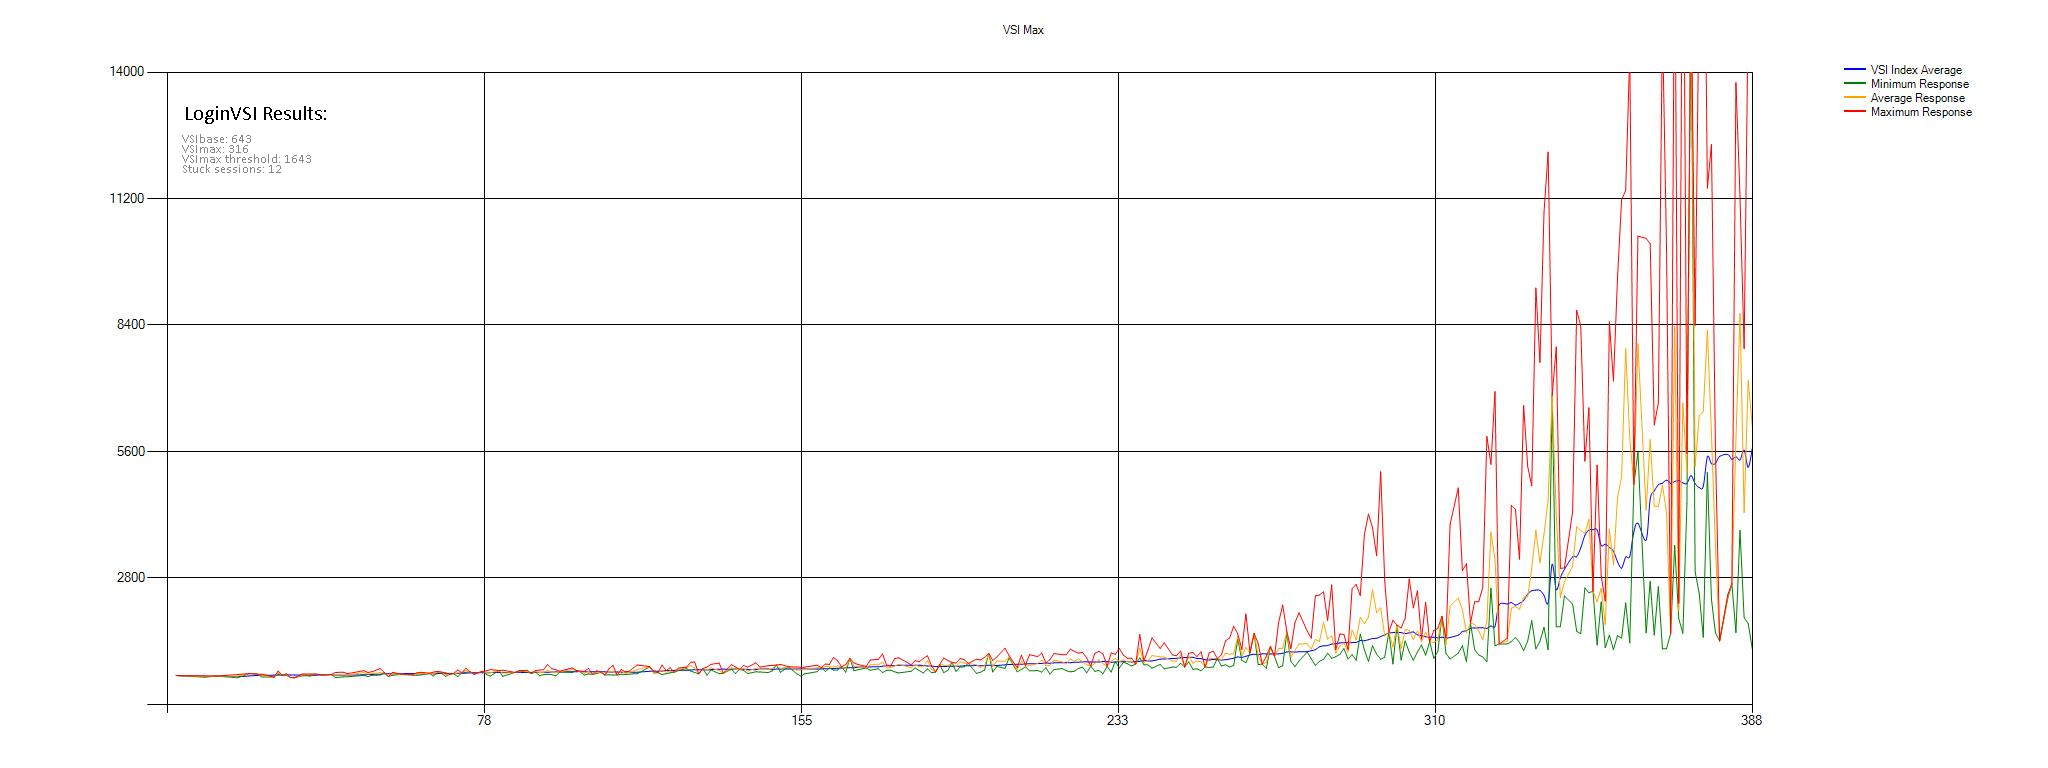 VSI Max
14000
11200
8400
5600
2800
LoginVSI Results:
VSIbase: 643
VSImax: 316
VSImax threshold: 1643
Stuck sessions: 12
VSI Index Average
Minimum Response
Average Response
Maximum Response
78 155 233 310 388